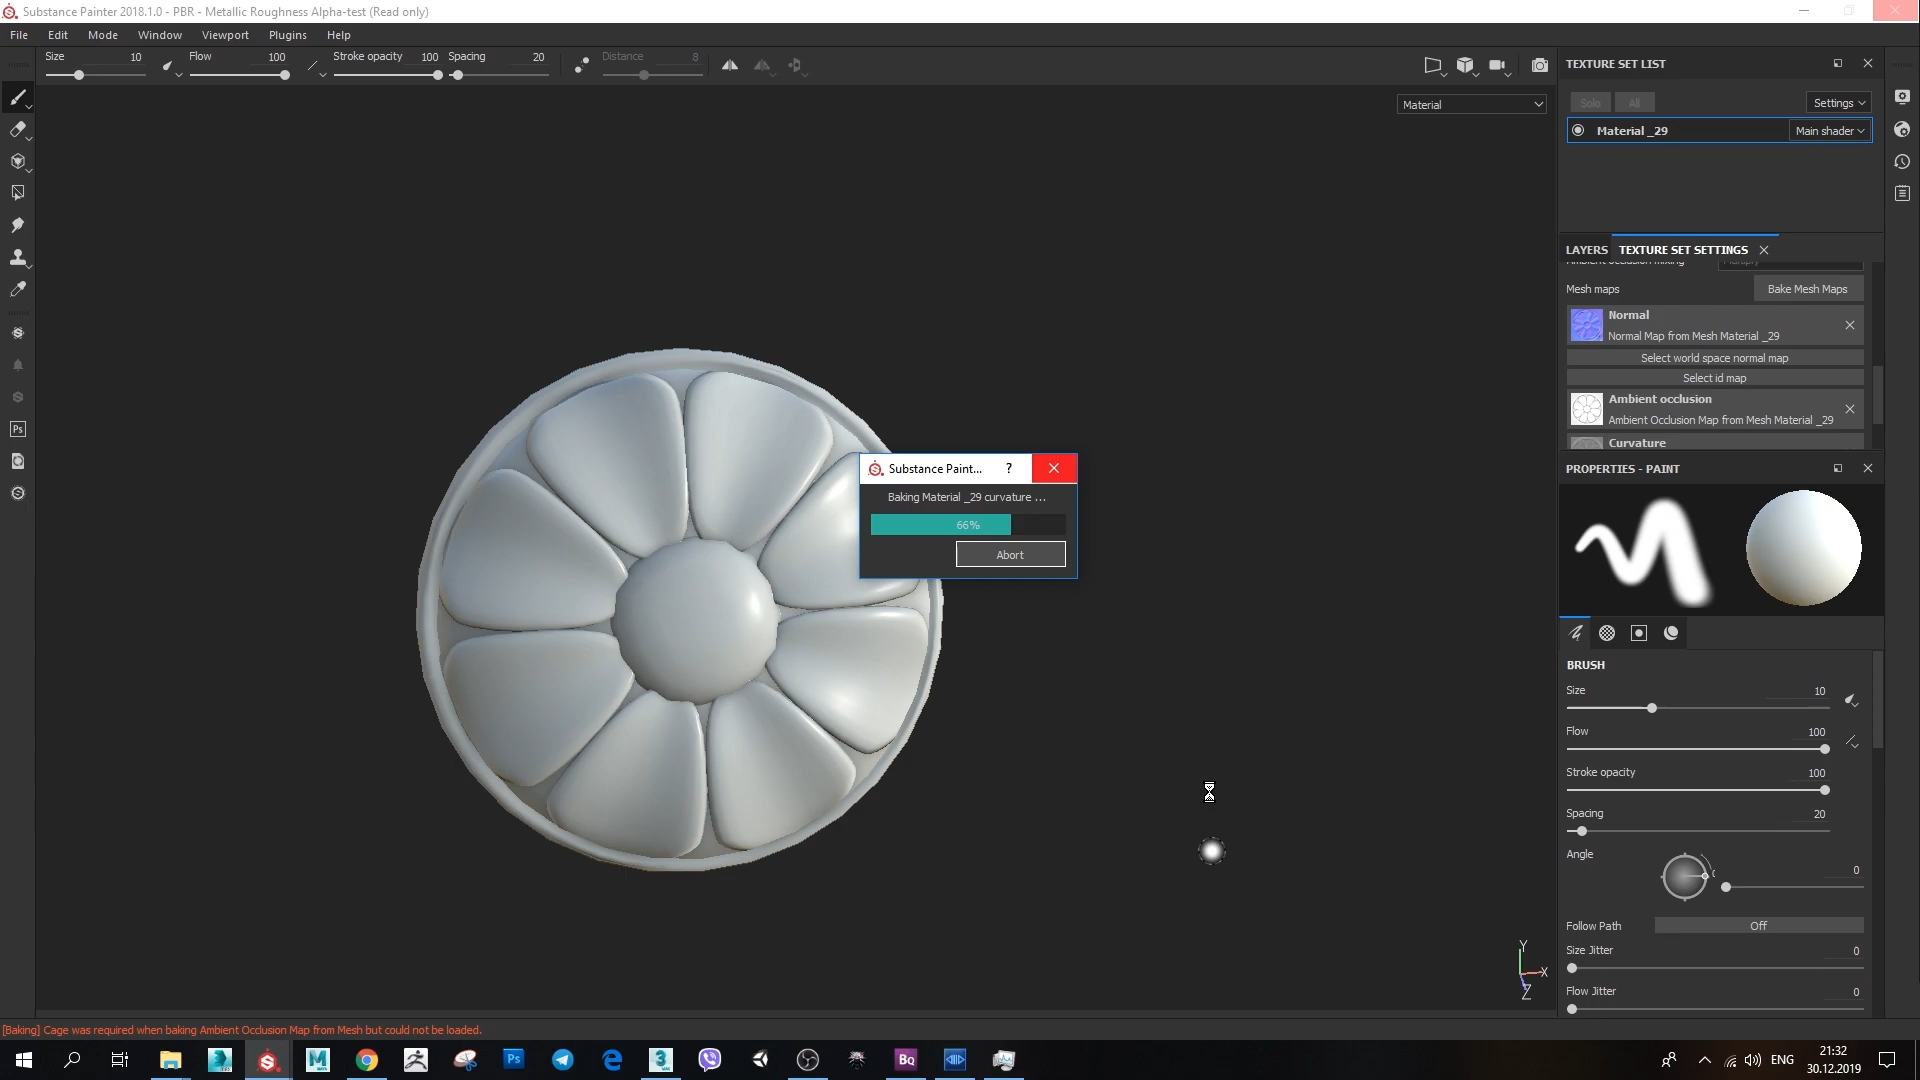 Substance Painter 2018.1.0 - PBR - Metallic Roughness Alpha-test (Read only)
File Edit Mode Window Viewport Plugins Help
Size 10 Flow 100 Stroke opacity 100 Spacing 20 Distance 8
Material
TEXTURE SET LIST
Solo All Settings
Material _29 Main shader
LAYERS TEXTURE SET SETTINGS
Ambient occlusion mixing Multiply
Mesh maps Bake Mesh Maps
Normal
Normal Map from Mesh Material _29
Select world space normal map
Select id map
Ambient occlusion
Ambient Occlusion Map from Mesh Material _29
Curvature
Substance Paint... ?
Baking Material _29 curvature ...
66%
Abort
PROPERTIES - PAINT
BRUSH
Size 10
Flow 100
Stroke opacity 100
Spacing 20
Angle 0
Follow Path Off
Size Jitter 0
Flow Jitter 0
Y
X
Z
Ps
[Baking] Cage was required when baking Ambient Occlusion Map from Mesh but could not be loaded.
Ps Bq ENG
21:32
30.12.2019